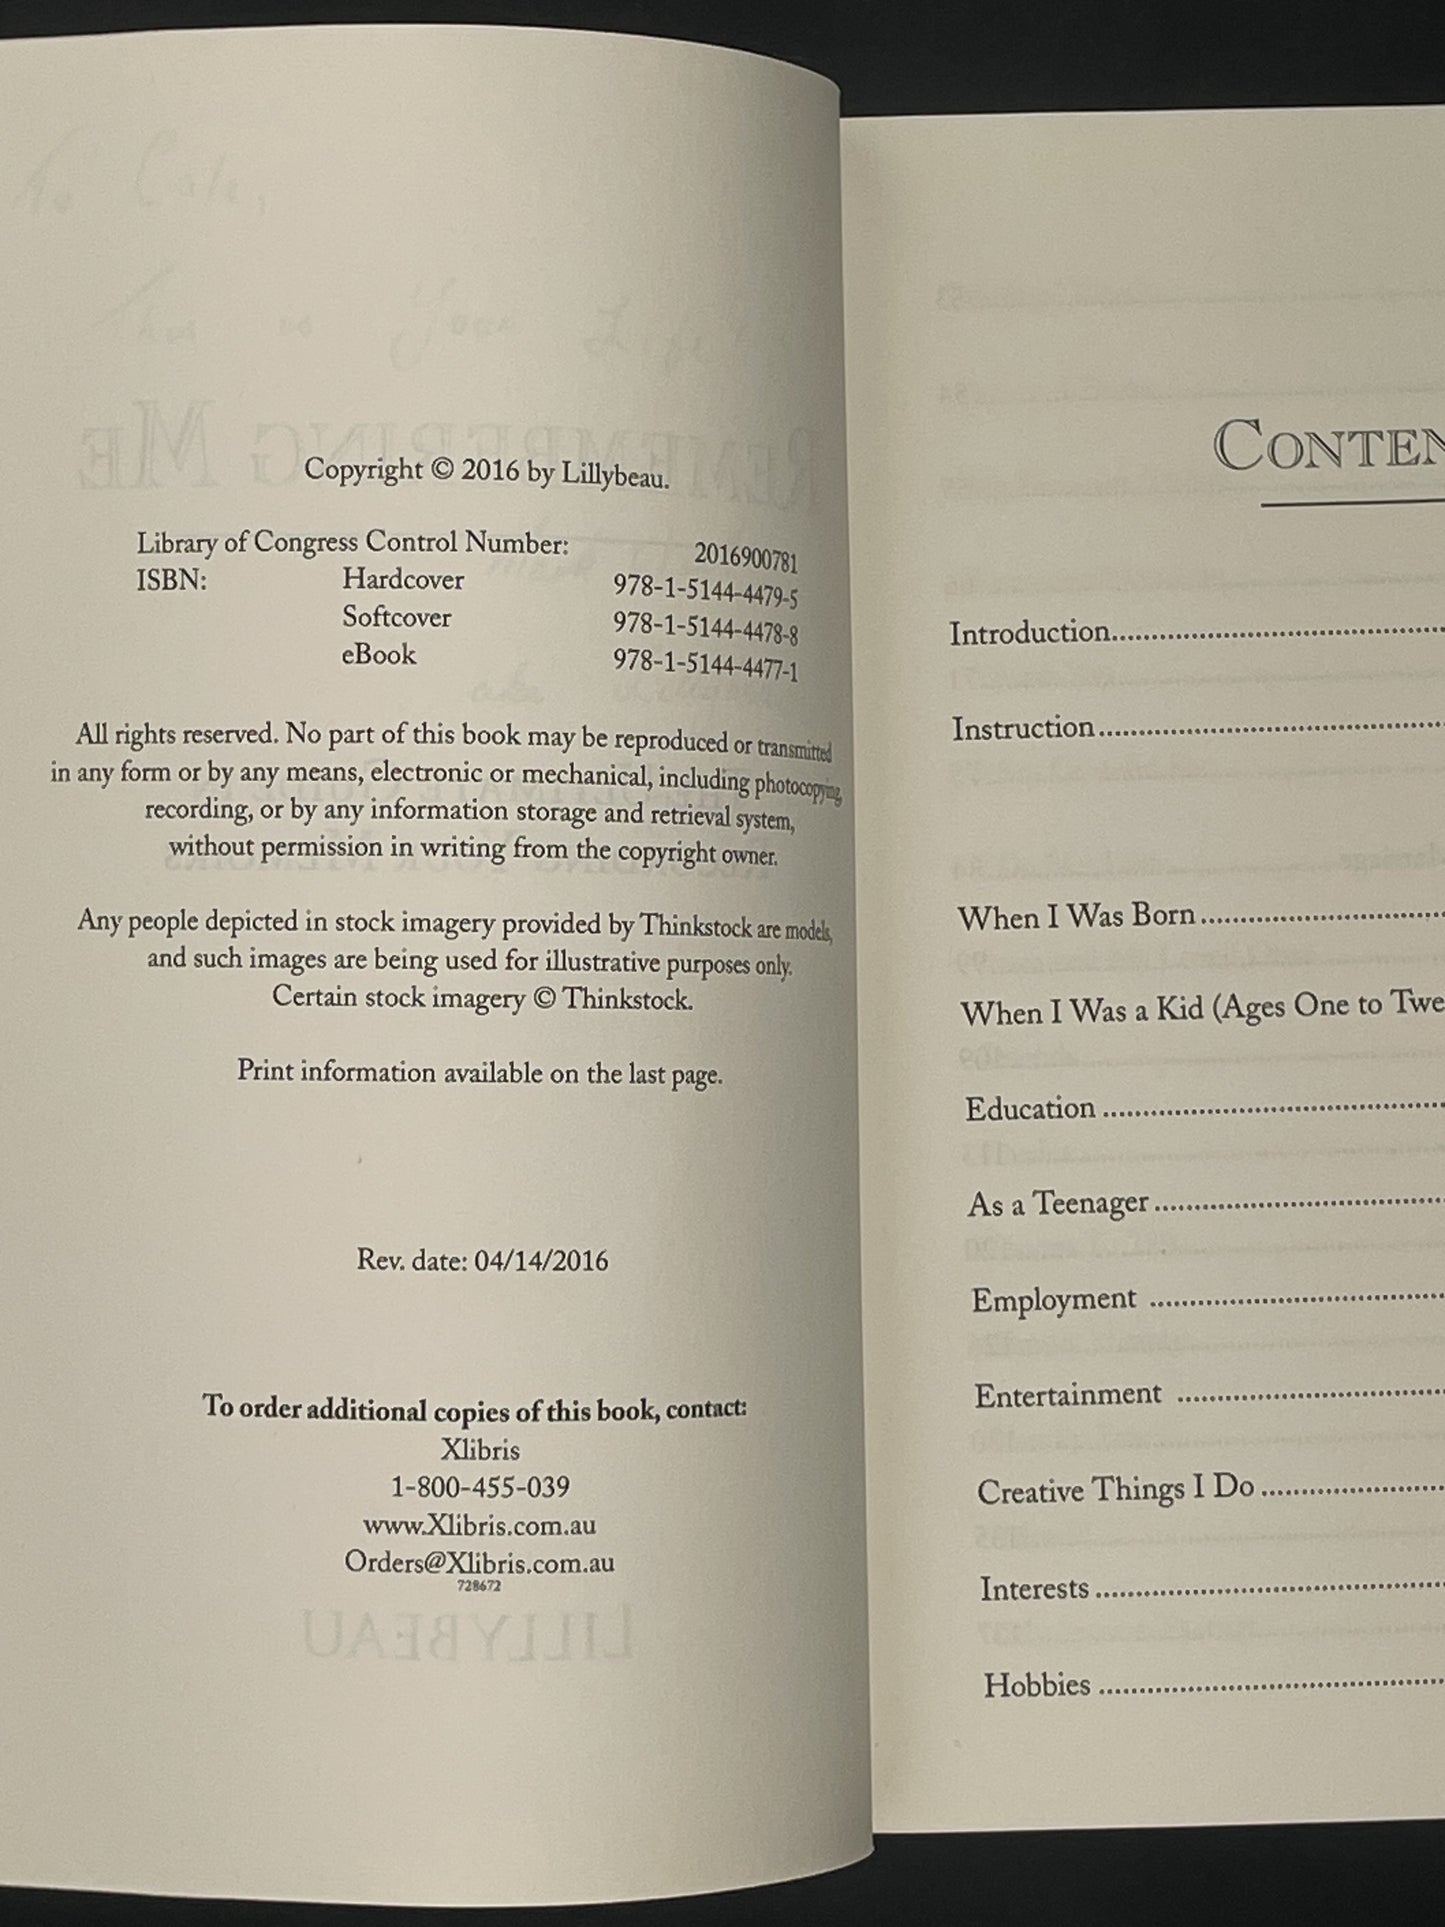 Copyright © 2016 by Lillybeau.
Library of Congress Control Number: 2016900781
ISBN: Hardcover 978-1-5144-4479-5
Softcover 978-1-5144-4478-8
eBook 978-1-5144-4477-1
All rights reserved. No part of this book may be reproduced or transmitted
in any form or by any means, electronic or mechanical, including photocopying,
recording, or by any information storage and retrieval system,
without permission in writing from the copyright owner.
Any people depicted in stock imagery provided by Thinkstock are models,
and such images are being used for illustrative purposes only.
Certain stock imagery © Thinkstock.
Print information available on the last page.
Rev. date: 04/14/2016
To order additional copies of this book, contact:
Xlibris
1-800-455-039
www.Xlibris.com.au
Orders@Xlibris.com.au
728672
REMEMBERING ME
LILLYBEAU
CONTEN
Introduction
Instruction
When I Was Born
When I Was a Kid (Ages One to Twe
Education
As a Teenager
Employment
Entertainment
Creative Things I Do
Interests
Hobbies